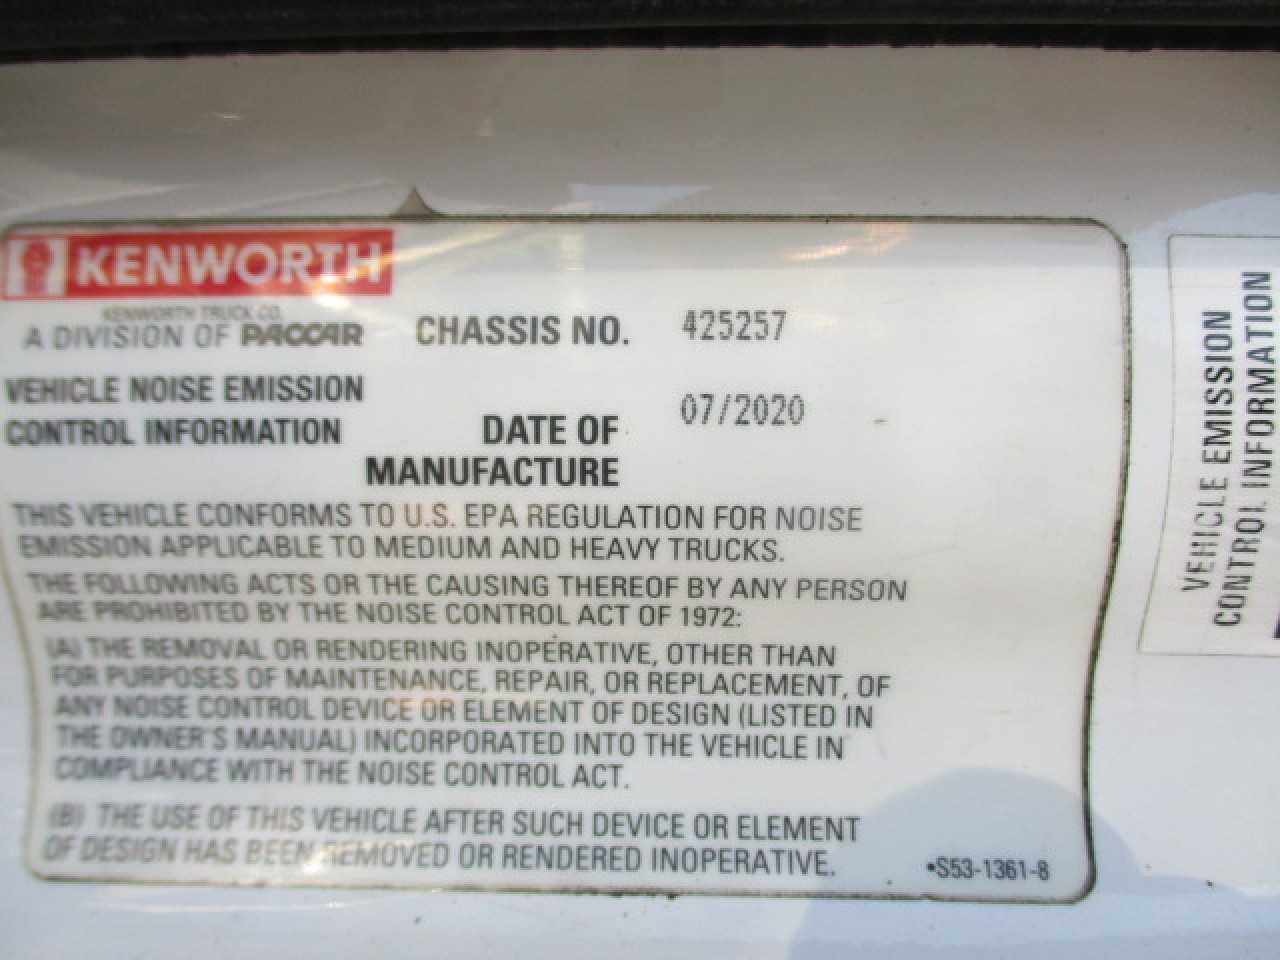 KENWORTH
KENWORTH TRUCK CO.
A DIVISION OF PACCAR
CHASSIS NO. 425257
VEHICLE NOISE EMISSION
CONTROL INFORMATION
DATE OF
MANUFACTURE
07/2020
THIS VEHICLE CONFORMS TO U.S. EPA REGULATION FOR NOISE
EMISSION APPLICABLE TO MEDIUM AND HEAVY TRUCKS.
THE FOLLOWING ACTS OR THE CAUSING THEREOF BY ANY PERSON
ARE PROHIBITED BY THE NOISE CONTROL ACT OF 1972:
(A) THE REMOVAL OR RENDERING INOPERATIVE, OTHER THAN
FOR PURPOSES OF MAINTENANCE, REPAIR, OR REPLACEMENT, OF
ANY NOISE CONTROL DEVICE OR ELEMENT OF DESIGN (LISTED IN
THE OWNER'S MANUAL) INCORPORATED INTO THE VEHICLE IN
COMPLIANCE WITH THE NOISE CONTROL ACT.
(B) THE USE OF THIS VEHICLE AFTER SUCH DEVICE OR ELEMENT
OF DESIGN HAS BEEN REMOVED OR RENDERED INOPERATIVE.
•S53-1361-8
VEHICLE EMISSION
CONTROL INFORMATION